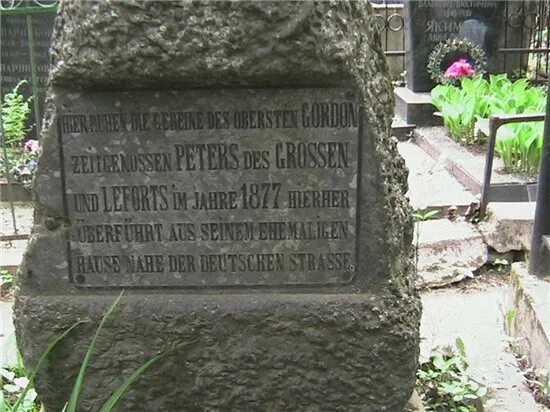 ЯКИМО
HIER RUHEN DIE GEBEINE DES OBERSTEN GORDON
ZEITGENOSSEN PETERS DES GROSSEN
UND LEFORTS IM JAHRE 1877 HIERHER
ÜBERFÜHRT AUS SEINEM EHEMALIGEN
HAUSE NAHE DER DEUTSCHEN STRASSE.